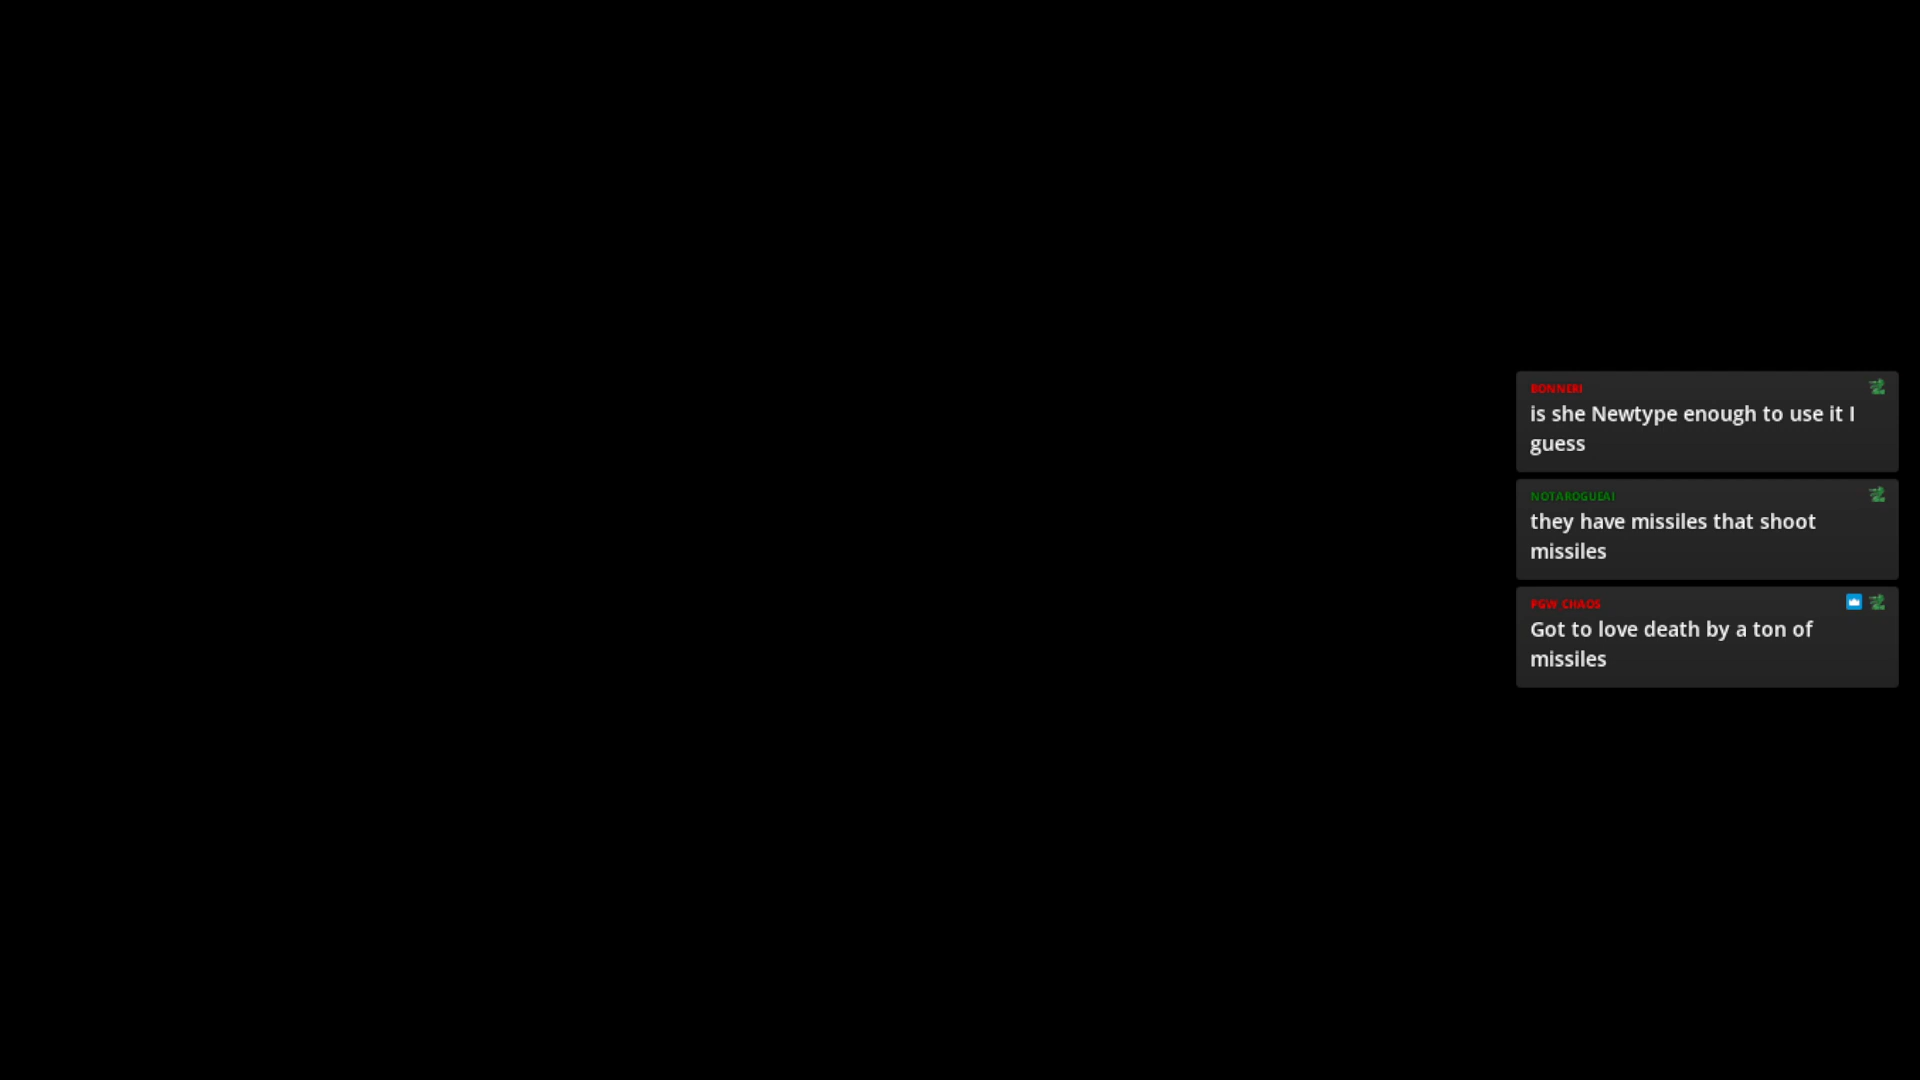 BONNERJ
is she Newtype enough to use it I
guess
NOTAROGUEAI
they have missiles that shoot
missiles
PGW CHAOS
Got to love death by a ton of
missiles